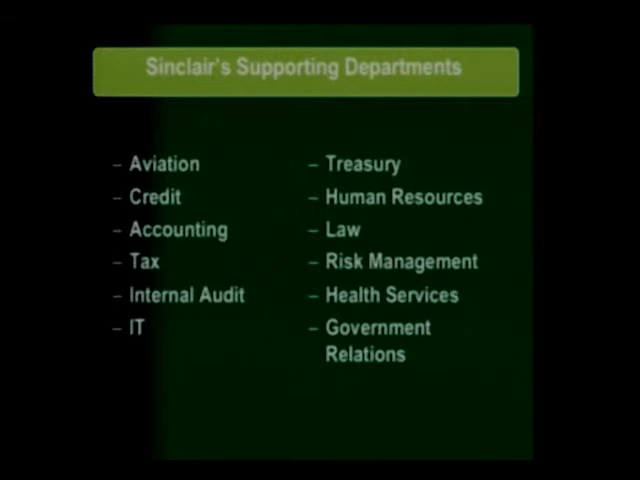 Sinclair's Supporting Departments
– Aviation
– Credit
– Accounting
– Tax
– Internal Audit
– IT
– Treasury
– Human Resources
– Law
– Risk Management
– Health Services
– Government
Relations